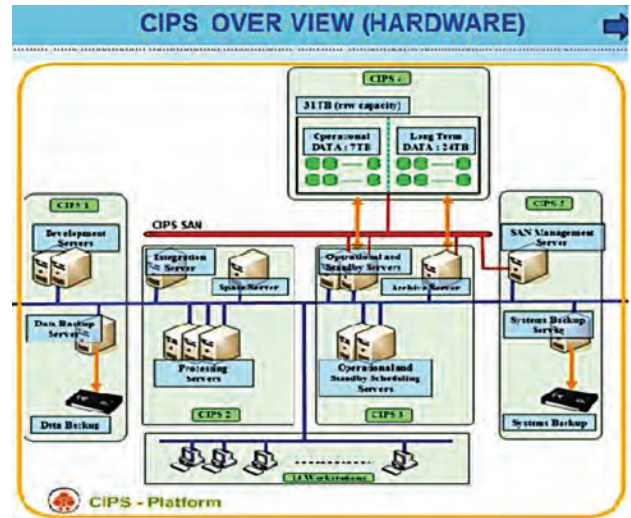 CIPS OVER VIEW (HARDWARE)
CIPS 4
31TB (raw capacity)
Operational
DATA : 7TB
Long Term
DATA : 24TB
CIPS 1
Development
Servers
CIPS SAN
CIPS 5
SAN Management
Server
Integration
Server
Spare Server
Operational and
Standby Servers
Archive Server
Data Backup
Server
Processing
Servers
Operational and
Standby Scheduling
Servers
Systems Backup
Data Backup
CIPS 2
CIPS 3
Systems Backup
Workstations
CIPS - Platform